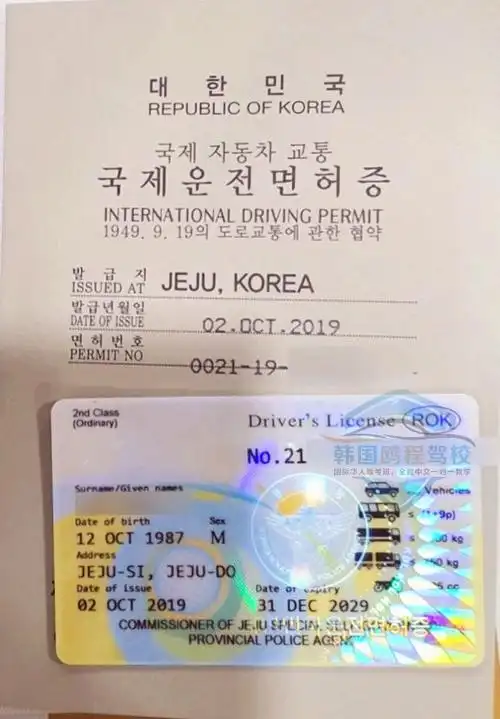 대한민국
REPUBLIC OF KOREA
국제 자동차 교통
국제운전면허증
INTERNATIONAL DRIVING PERMIT
1949. 9. 19의 도로교통에 관한 협약
발급지
ISSUED AT JEJU, KOREA
발급년월일
DATE OF ISSUE 02.OCT.2019
면허번호
PERMIT NO 0021-19-
2nd Class
(Ordinary)
Driver's License (ROK)
No.21
韩国鸥程驾校
Surname/Given names
Vehicles
Date of birth Sex
12 OCT 1987 M
Address
JEJU-SI, JEJU-DO
Date of issue Date of expiry
02 OCT 2019 31 DEC 2029
COMMISSIONER OF JEJU SPECIAL
PROVINCIAL POLICE AGENCY